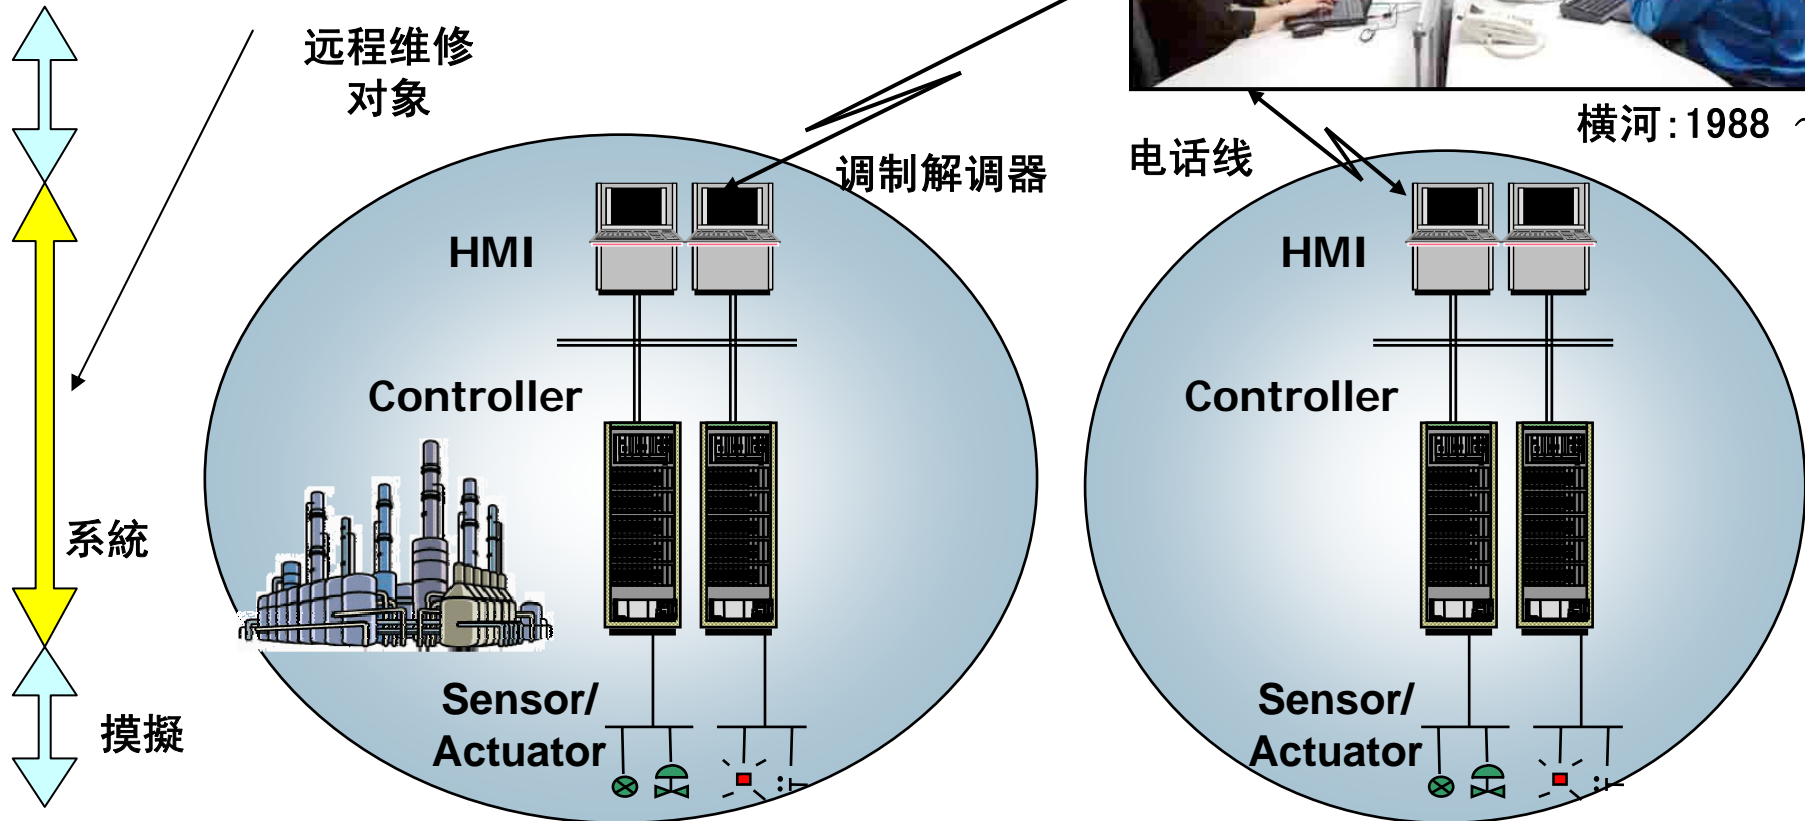 远程维修
对象
横河:1988 ~
调制解调器
电话线
HMI
HMI
Controller
Controller
系統
Sensor/
Actuator
Sensor/
Actuator
摸擬